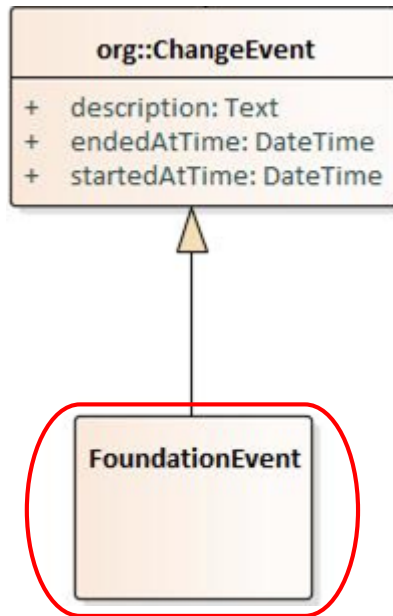 org::ChangeEvent
+ description: Text
+ endedAtTime: DateTime
+ startedAtTime: DateTime
FoundationEvent